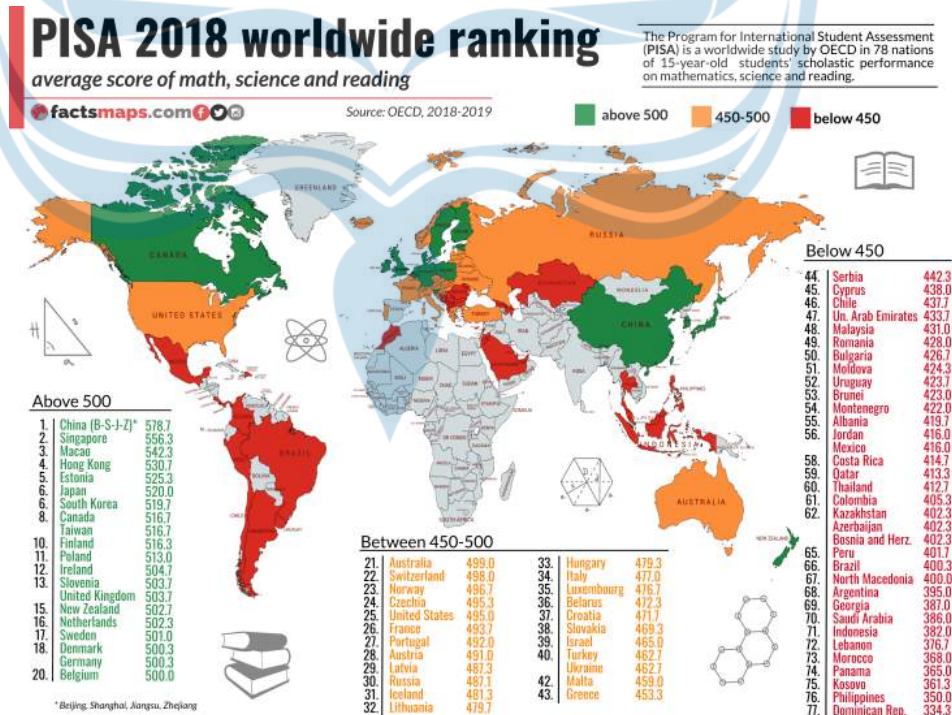 PISA 2018 worldwide ranking
average score of math, science and reading
factsmaps.com
Source: OECD, 2018-2019
The Program for International Student Assessment
(PISA) is a worldwide study by OECD in 78 nations
of 15-year-old students' scholastic performance
on mathematics, science and reading.
above 500
450-500
below 450
GREENLAND
CANADA
RUSSIA
UNITED STATES
MONGOLIA
CHINA
KAZAKHSTAN
TURKEY
IRAN
INDIA
ALGERIA
LIBYA
EGYPT
MALI
SUDAN
ETHIOPIA
SOMALIA
DR CONGO
SOUTH AFRICA
PHILIPPINES
INDONESIA
AUSTRALIA
NEW ZEALAND
BRAZIL
BOLIVIA
CHILE
Above 500
1. China (B-S-J-Z)* 578.7
2. Singapore 556.3
3. Macao 542.3
4. Hong Kong 530.7
5. Estonia 525.3
6. Japan 520.0
6. South Korea 519.7
8. Canada 516.7
Taiwan 516.7
10. Finland 516.3
11. Poland 513.0
12. Ireland 504.7
13. Slovenia 503.7
United Kingdom 503.7
15. New Zealand 502.7
16. Netherlands 502.3
17. Sweden 501.0
18. Denmark 500.3
Germany 500.3
20. Belgium 500.0
* Beijing, Shanghai, Jiangsu, Zhejiang
Between 450-500
21. Australia 499.0
22. Switzerland 498.0
23. Norway 496.7
24. Czechia 495.3
25. United States 495.0
26. France 493.7
27. Portugal 492.0
28. Austria 491.0
29. Latvia 487.3
30. Russia 487.1
31. Iceland 481.3
32. Lithuania 479.7
33. Hungary 479.3
34. Italy 477.0
35. Luxembourg 476.7
36. Belarus 472.3
37. Croatia 471.7
38. Slovakia 469.3
39. Israel 465.0
40. Turkey 462.7
Ukraine 462.7
42. Malta 459.0
43. Greece 453.3
Below 450
44. Serbia 442.3
45. Cyprus 438.0
46. Chile 437.7
47. Un. Arab Emirates 433.7
48. Malaysia 431.0
49. Romania 428.0
50. Bulgaria 426.7
51. Moldova 424.3
52. Uruguay 423.7
53. Brunei 423.0
54. Montenegro 422.0
55. Albania 419.7
56. Jordan 416.0
Mexico 416.0
58. Costa Rica 414.7
59. Qatar 413.3
60. Thailand 412.7
61. Colombia 405.3
62. Kazakhstan 402.3
Azerbaijan 402.3
Bosnia and Herz. 402.3
65. Peru 401.7
66. Brazil 400.3
67. North Macedonia 400.0
68. Argentina 395.0
69. Georgia 387.0
70. Saudi Arabia 386.0
71. Indonesia 382.0
72. Lebanon 376.7
73. Morocco 368.0
74. Panama 365.0
75. Kosovo 361.3
76. Philippines 350.0
77. Dominican Rep. 334.3